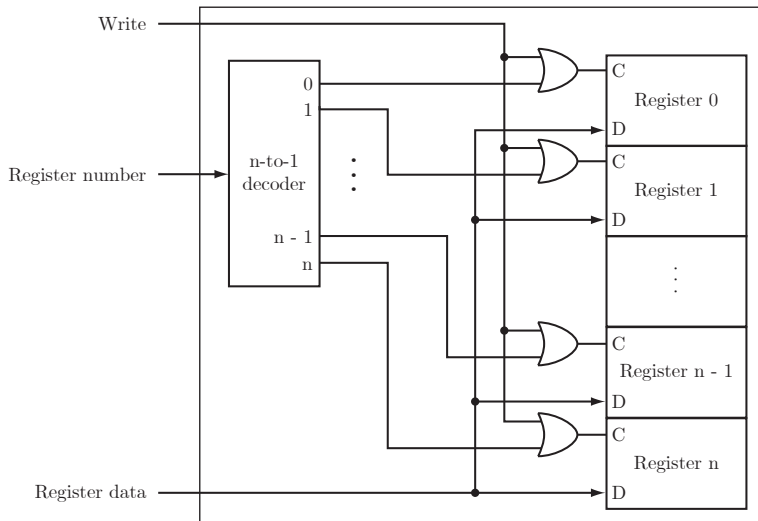 Write
Register number
Register data
n-to-1
decoder
0
1
n - 1
n
C
Register 0
D
C
Register 1
D
C
Register n - 1
D
C
Register n
D